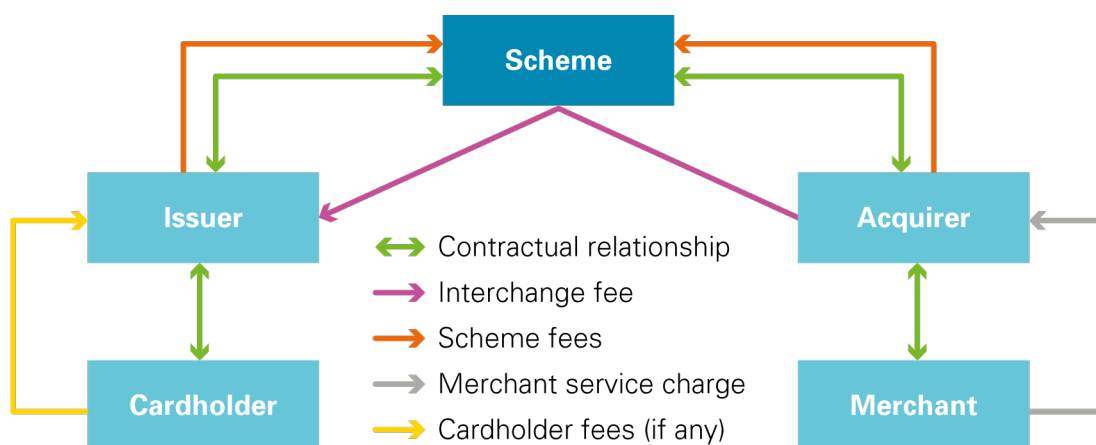 Scheme
Issuer
Acquirer
Contractual relationship
Interchange fee
Scheme fees
Merchant service charge
Cardholder fees (if any)
Cardholder
Merchant